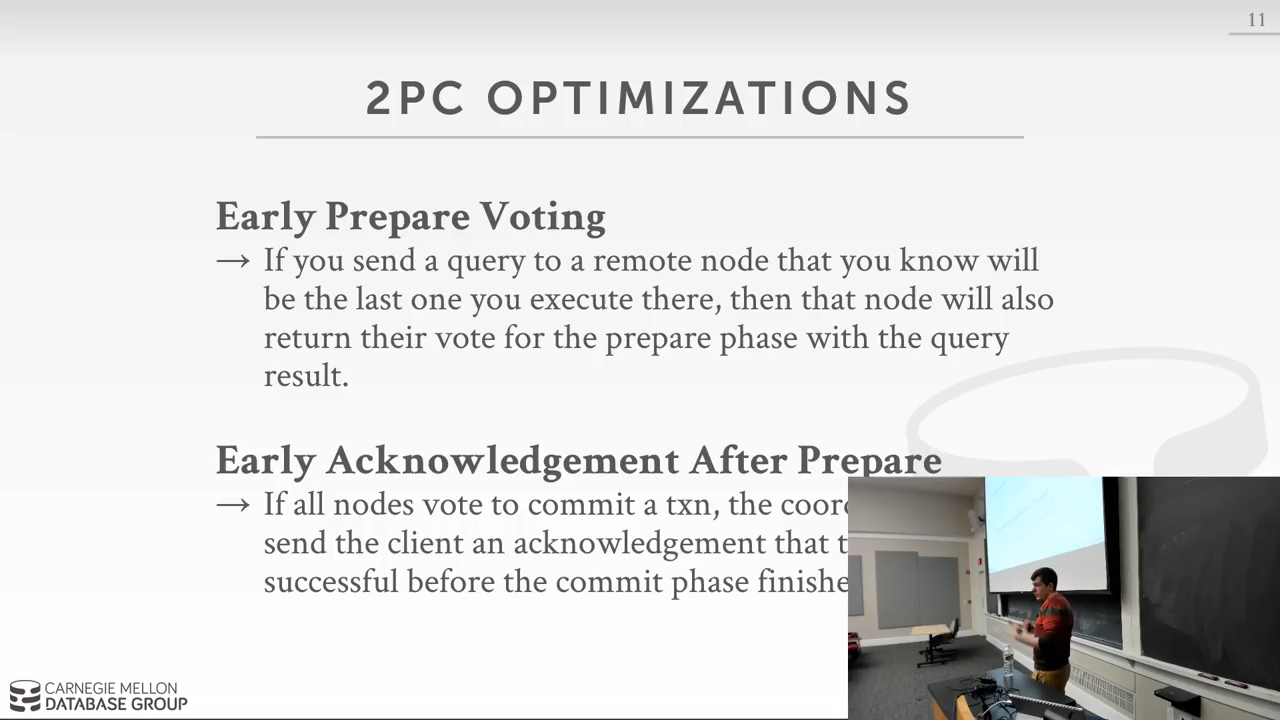 11
2PC OPTIMIZATIONS
Early Prepare Voting
→ If you send a query to a remote node that you know will
be the last one you execute there, then that node will also
return their vote for the prepare phase with the query
result.
Early Acknowledgement After Prepare
→ If all nodes vote to commit a txn, the
send the client an acknowledgement that
successful before the commit phase
CARNEGIE MELLON
DATABASE GROUP